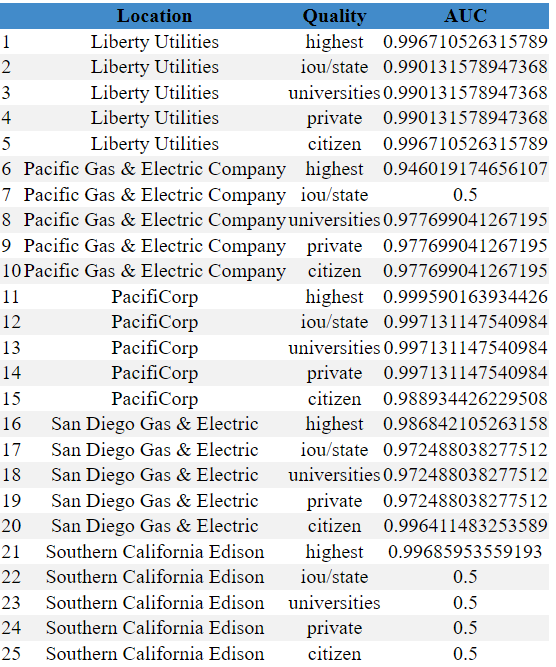 Location Quality AUC
1 Liberty Utilities highest 0.996710526315789
2 Liberty Utilities iou/state 0.990131578947368
3 Liberty Utilities universities 0.990131578947368
4 Liberty Utilities private 0.990131578947368
5 Liberty Utilities citizen 0.996710526315789
6 Pacific Gas & Electric Company highest 0.946019174656107
7 Pacific Gas & Electric Company iou/state 0.5
8 Pacific Gas & Electric Company universities 0.977699041267195
9 Pacific Gas & Electric Company private 0.977699041267195
10 Pacific Gas & Electric Company citizen 0.977699041267195
11 PacifiCorp highest 0.999590163934426
12 PacifiCorp iou/state 0.997131147540984
13 PacifiCorp universities 0.997131147540984
14 PacifiCorp private 0.997131147540984
15 PacifiCorp citizen 0.988934426229508
16 San Diego Gas & Electric highest 0.986842105263158
17 San Diego Gas & Electric iou/state 0.972488038277512
18 San Diego Gas & Electric universities 0.972488038277512
19 San Diego Gas & Electric private 0.972488038277512
20 San Diego Gas & Electric citizen 0.996411483253589
21 Southern California Edison highest 0.99685953559193
22 Southern California Edison iou/state 0.5
23 Southern California Edison universities 0.5
24 Southern California Edison private 0.5
25 Southern California Edison citizen 0.5